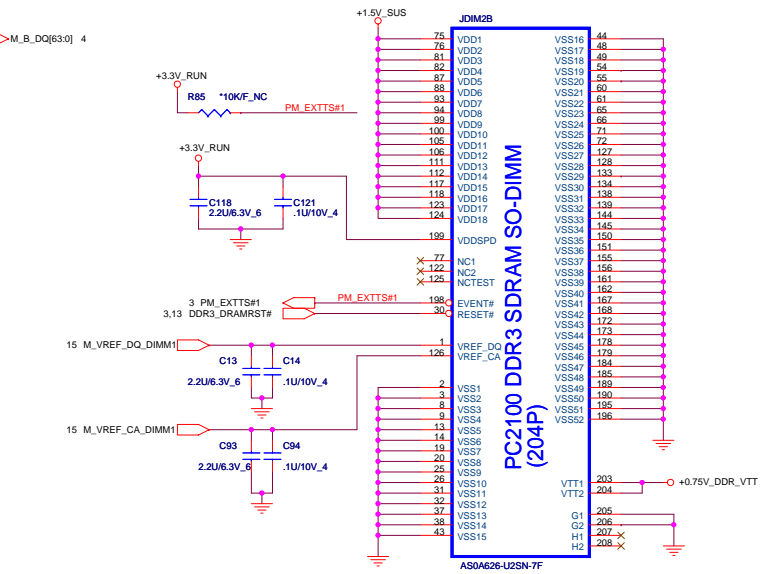 +1.5V_SUS
JDIM2B
M_B_DQ[63:0] 4
75 VDD1 VSS16 44
76 VDD2 VSS17 48
81 VDD3 VSS18 49
82 VDD4 VSS19 54
87 VDD5 VSS20 55
88 VDD6 VSS21 60
93 VDD7 VSS22 61
94 VDD8 VSS23 65
99 VDD9 VSS24 66
100 VDD10 VSS25 71
105 VDD11 VSS26 72
106 VDD12 VSS27 127
111 VDD13 VSS28 128
112 VDD14 VSS29 133
117 VDD15 VSS30 134
118 VDD16 VSS31 138
123 VDD17 VSS32 139
124 VDD18 VSS33 144
VSS34 145
199 VDDSPD VSS35 150
VSS36 151
77 NC1 VSS37 155
122 NC2 VSS38 156
125 NCTEST VSS39 161
VSS40 162
198 EVENT# VSS41 167
30 RESET# VSS42 168
VSS43 172
VSS44 173
1 VREF_DQ VSS45 178
126 VREF_CA VSS46 179
VSS47 184
VSS48 185
2 VSS1 VSS49 189
3 VSS2 VSS50 190
8 VSS3 VSS51 195
9 VSS4 VSS52 196
13 VSS5
14 VSS6
19 VSS7
20 VSS8
25 VSS9
26 VSS10 VTT1 203
31 VSS11 VTT2 204
32 VSS12
37 VSS13 G1 205
38 VSS14 G2 206
43 VSS15 H1 207
H2 208
+3.3V_RUN
R85 *10K/F_NC
PM_EXTTS#1
+3.3V_RUN
C118
2.2U/6.3V_6
C121
.1U/10V_4
3 PM_EXTTS#1
PM_EXTTS#1
3,13 DDR3_DRAMRST#
15 M_VREF_DQ_DIMM1
C13
2.2U/6.3V_6
C14
.1U/10V_4
15 M_VREF_CA_DIMM1
C93
2.2U/6.3V_6
C94
.1U/10V_4
PC2100 DDR3 SDRAM SO-DIMM
(204P)
+0.75V_DDR_VTT
AS0A626-U2SN-7F